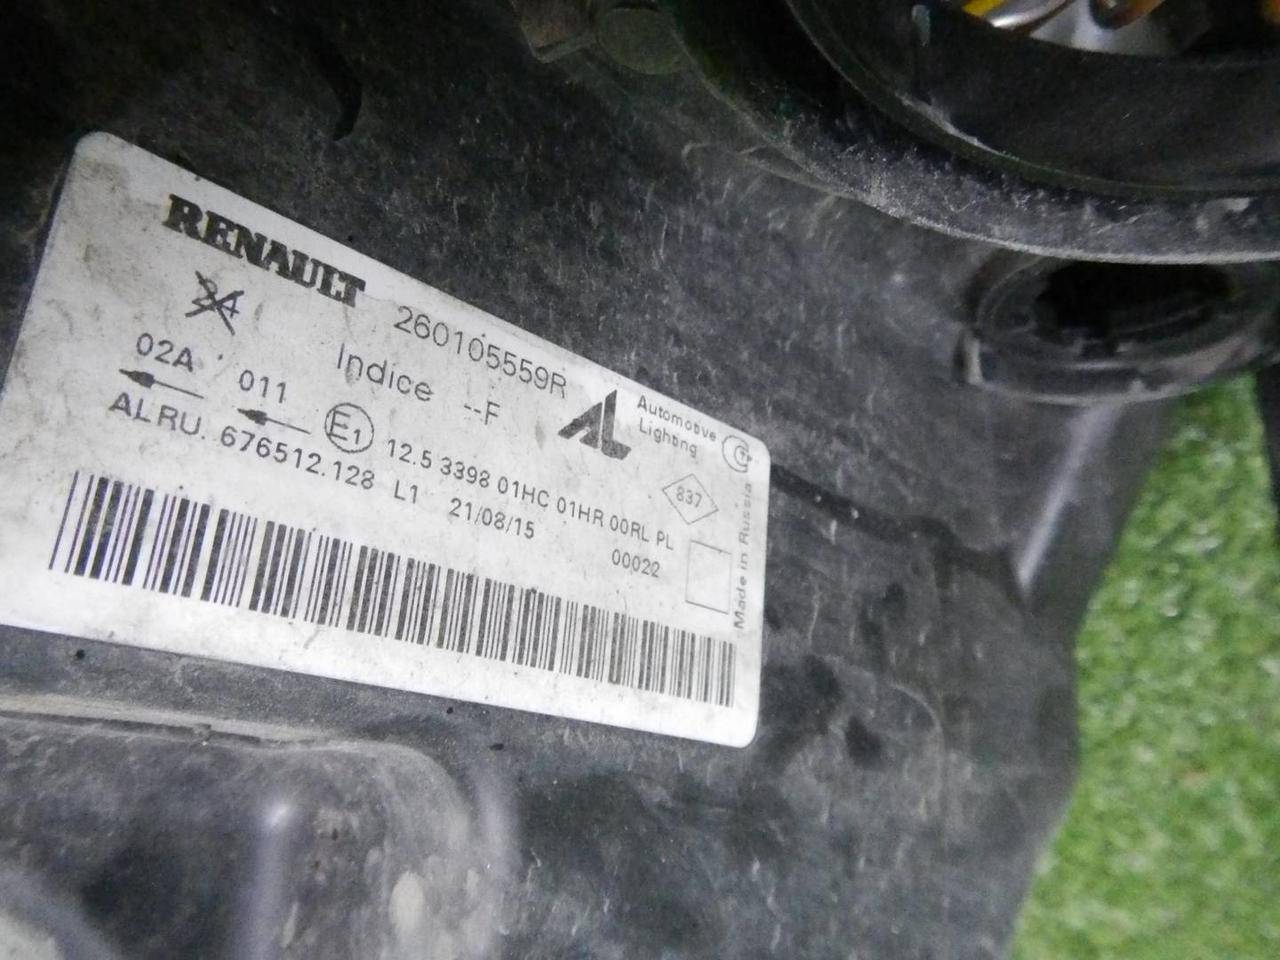 RENAULT 260105559R
34 Indice --F
Automotive
Lighting
02A 011 E1 12.5 3398 01HC 01HR 00RL PL
837
ALRU. 676512.128 L1 21/08/15 00022
Made in Russia